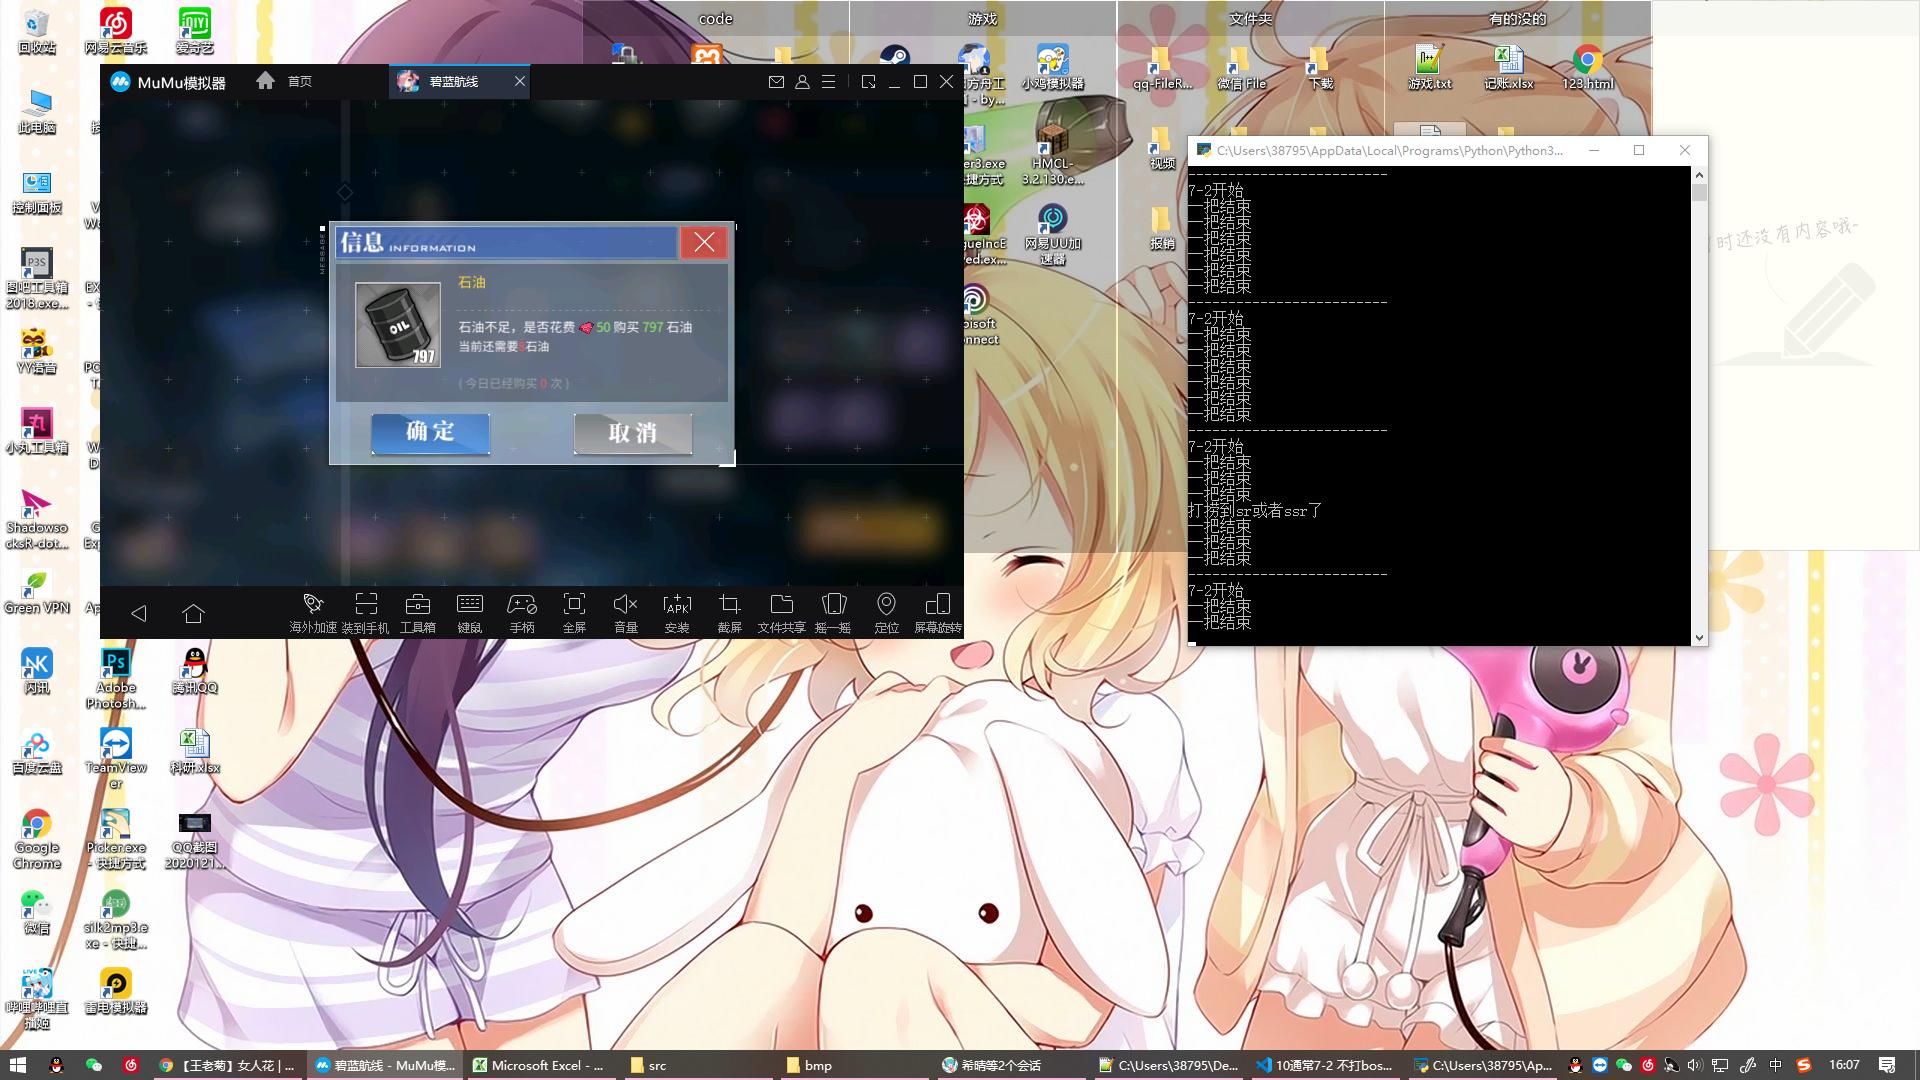 code
游戏
文件夹
有的没的
回收站
网易云音乐
爱奇艺
此电脑
控制面板
图吧工具箱
2018.exe...
YY语音
小丸工具箱
Shadowso
cksR-dot...
Green VPN
闪讯
Adobe
Photosh...
腾讯QQ
百度云盘
TeamView
er
科研.xlsx
Google
Chrome
Picker.exe
- 快捷方式
QQ截图
2020121...
微信
silk2mp3.e
xe - 快捷...
哔哩哔哩直
播姬
雷电模拟器
小鸡模拟器
qq-FileR...
微信 File
下载
游戏.txt
记账.xlsx
123.html
方舟工
- by...
er3.exe
捷方式
HMCL-
3.2.130.e...
视频
ed.ex...
网易UU加
速器
报销
时还没有内容哦~
MuMu模拟器
首页
碧蓝航线
MESSAGE
信息 INFORMATION
石油
OIL
797
石油不足，是否花费 50 购买 797 石油
当前还需要8石油
( 今日已经购买 0 次 )
确定
取消
海外加速
装到手机
工具箱
键鼠
手柄
全屏
音量
APK
安装
截屏
文件共享
摇一摇
定位
屏幕旋转
C:\Users\38795\AppData\Local\Programs\Python\Python3...
-------------------------
7-2开始
一把结束
一把结束
一把结束
一把结束
一把结束
一把结束
-------------------------
7-2开始
一把结束
一把结束
一把结束
一把结束
一把结束
一把结束
-------------------------
7-2开始
一把结束
一把结束
一把结束
打捞到sr或者ssr了
一把结束
一把结束
一把结束
-------------------------
7-2开始
一把结束
一把结束
【王老菊】女人花 | ...
碧蓝航线 - MuMu模...
Microsoft Excel - ...
src
bmp
希晴等2个会话
C:\Users\38795\De...
10通常7-2 不打bos...
C:\Users\38795\Ap...
中
16:07